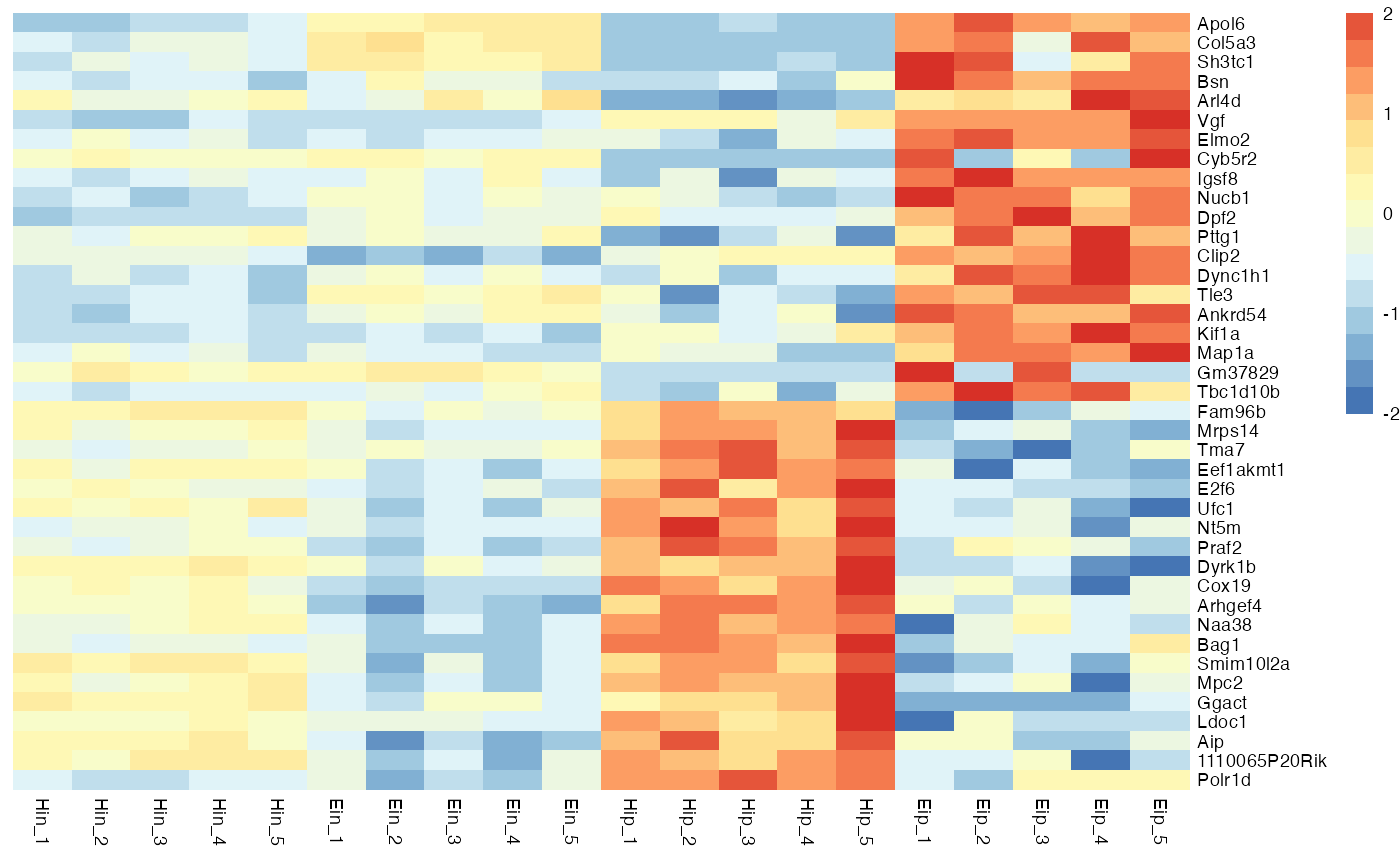 Apol6
Col5a3
Sh3tc1
Bsn
Arl4d
Vgf
Elmo2
Cyb5r2
Igsf8
Nucb1
Dpf2
Pttg1
Clip2
Dync1h1
Tle3
Ankrd54
Kif1a
Map1a
Gm37829
Tbc1d10b
Fam96b
Mrps14
Tma7
Eef1akmt1
E2f6
Ufc1
Nt5m
Praf2
Dyrk1b
Cox19
Arhgef4
Naa38
Bag1
Smim10l2a
Mpc2
Ggact
Ldoc1
Aip
1110065P20Rik
Polr1d
2
1
0
-1
-2
Hin_1
Hin_2
Hin_3
Hin_4
Hin_5
Ein_1
Ein_2
Ein_3
Ein_4
Ein_5
Hip_1
Hip_2
Hip_3
Hip_4
Hip_5
Eip_1
Eip_2
Eip_3
Eip_4
Eip_5